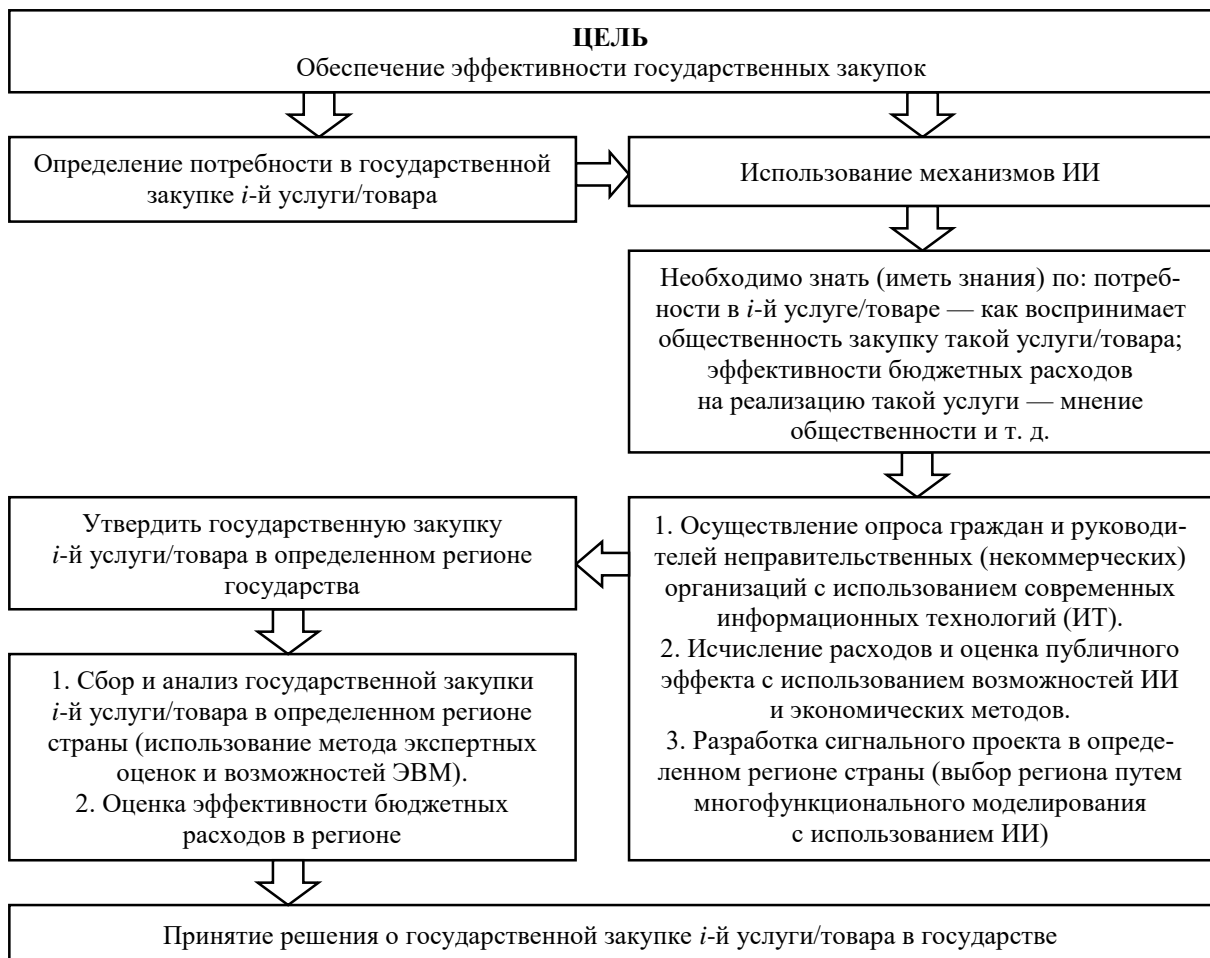 ЦЕЛЬ
Обеспечение эффективности государственных закупок
Определение потребности в государственной
закупке i-й услуги/товара
Использование механизмов ИИ
Необходимо знать (иметь знания) по: потреб-
ности в i-й услуге/товаре — как воспринимает
общественность закупку такой услуги/товара;
эффективности бюджетных расходов
на реализацию такой услуги — мнение
общественности и т. д.
1. Осуществление опроса граждан и руководи-
телей неправительственных (некоммерческих)
организаций с использованием современных
информационных технологий (ИТ).
2. Исчисление расходов и оценка публичного
эффекта с использованием возможностей ИИ
и экономических методов.
3. Разработка сигнального проекта в опреде-
ленном регионе страны (выбор региона путем
многофункционального моделирования
с использованием ИИ)
Утвердить государственную закупку
i-й услуги/товара в определенном регионе
государства
1. Сбор и анализ государственной закупки
i-й услуги/товара в определенном регионе
страны (использование метода экспертных
оценок и возможностей ЭВМ).
2. Оценка эффективности бюджетных
расходов в регионе
Принятие решения о государственной закупке i-й услуги/товара в государстве